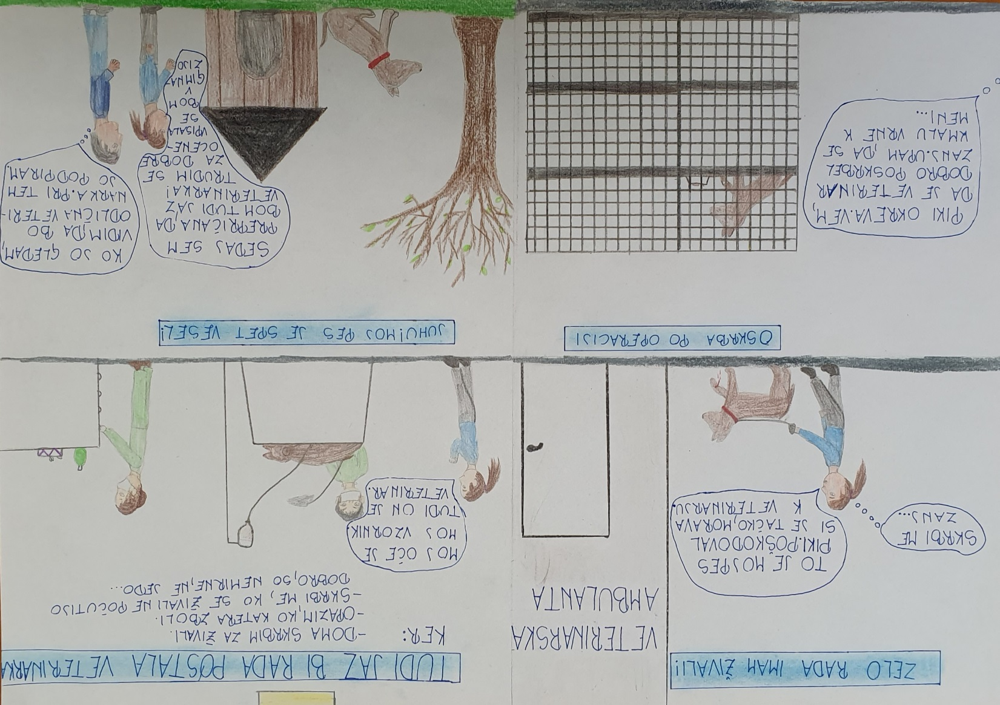 ZELO RADA IMAM ŽIVALI!
SKRBI ME
ZANJ...
TO JE MOJ PES
PIKI. POŠKODOVAL
SI JE TAČKO, MORAVA
K VETERINARJU.
VETERINARSKA
AMBULANTA
TUDI JAZ BI RADA POSTALA VETERINARKA
KER:
-DOMA SKRBIM ZA ŽIVALI.
-OPAZIM, KO KATERA ZBOLI.
-SKRBI ME, KO SE ŽIVALI NE POČUTIJO
DOBRO, SO NEMIRNE, NE JEDO...
MOJ OČE JE
MOJ VZORNIK.
TUDI ON JE
VETERINAR.
OSKRBA PO OPERACIJI
PIKI OKREVA. VEM,
DA JE VETERINAR
DOBRO POSKRBEL
ZANJ. UPAM, DA SE
KMALU VRNE K
MENI...
JUHU! MOJ PES JE SPET VESEL!
SEDAJ SEM
PREPRIČANA, DA
BOM TUDI JAZ
VETERINARKA!
TRUDIM SE
ZA DOBRE
OCENE-
VPISALA
SE
BOM
V
GIMNA-
ZIJO
KO JO GLEDAM,
VIDIM, DA BO
ODLIČNA VETERI-
NARKA. PRI TEM
JO PODPIRAM.